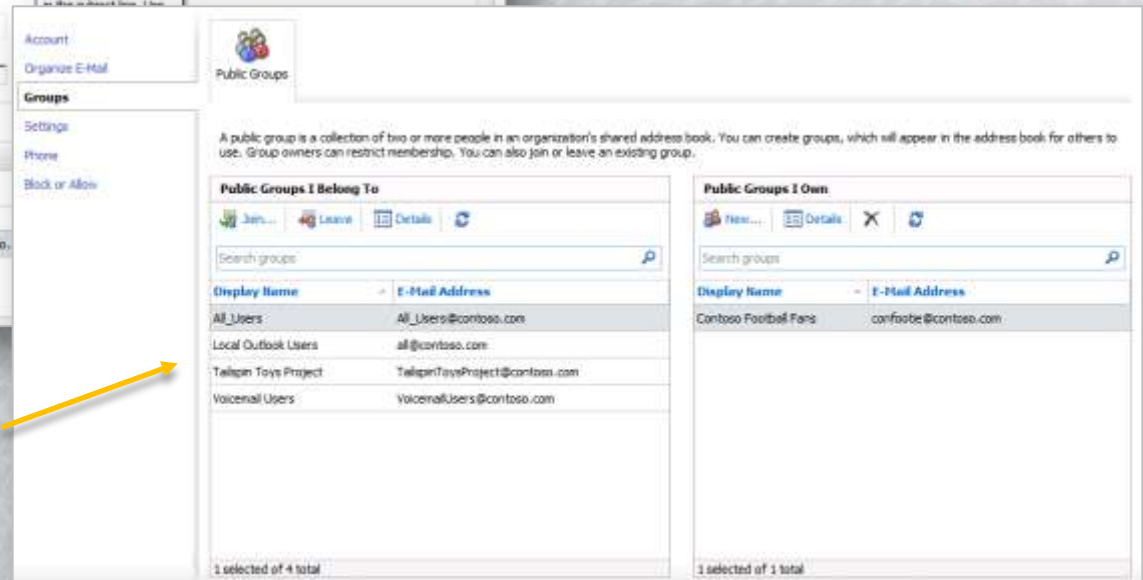 Account
Organize E-Mail
Groups
Settings
Phone
Block or Allow
Public Groups
A public group is a collection of two or more people in an organization's shared address book. You can create groups, which will appear in the address book for others to
use. Group owners can restrict membership. You can also join or leave an existing group.
Public Groups I Belong To
Join... Leave Details
Search groups
Display Name E-Mail Address
All_Users All_Users@contoso.com
Local Outlook Users all@contoso.com
Tailspin Toys Project TailspinToysProject@contoso.com
Voicemail Users VoicemailUsers@contoso.com
1 selected of 4 total
Public Groups I Own
New... Details
Search groups
Display Name E-Mail Address
Contoso Football Fans confootie@contoso.com
1 selected of 1 total